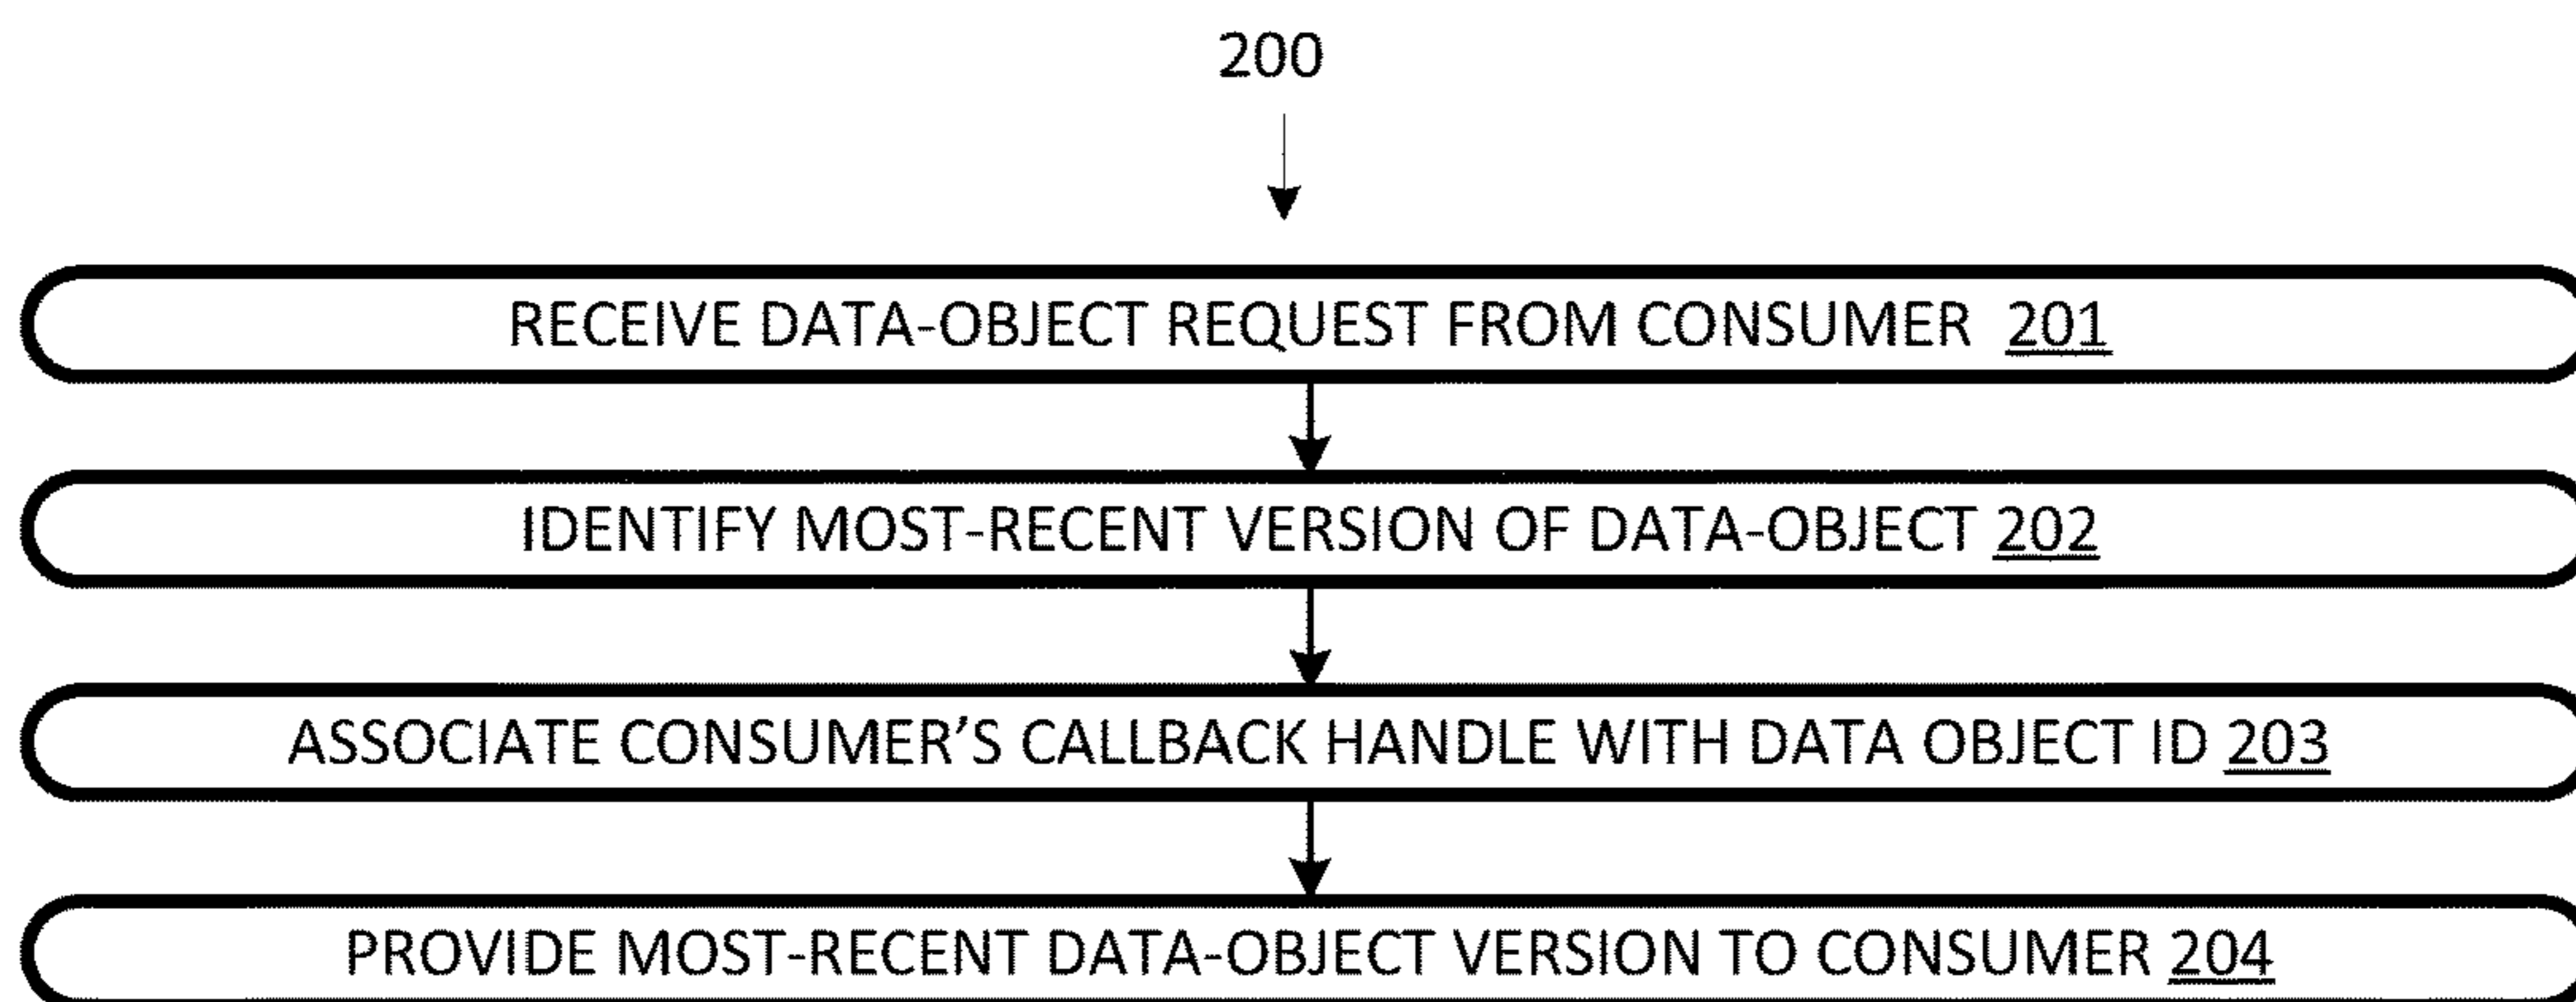 200
RECEIVE DATA-OBJECT REQUEST FROM CONSUMER 201
IDENTIFY MOST-RECENT VERSION OF DATA-OBJECT 202
ASSOCIATE CONSUMER’S CALLBACK HANDLE WITH DATA OBJECT ID 203
PROVIDE MOST-RECENT DATA-OBJECT VERSION TO CONSUMER 204